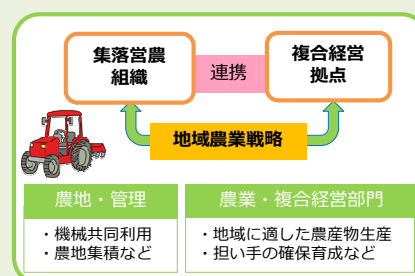 集落営農
組織
連携
複合経営
拠点
地域農業戦略
農地・管理
・機械共同利用
・農地集積など
農業・複合経営部門
・地域に適した農産物生産
・担い手の確保育成など